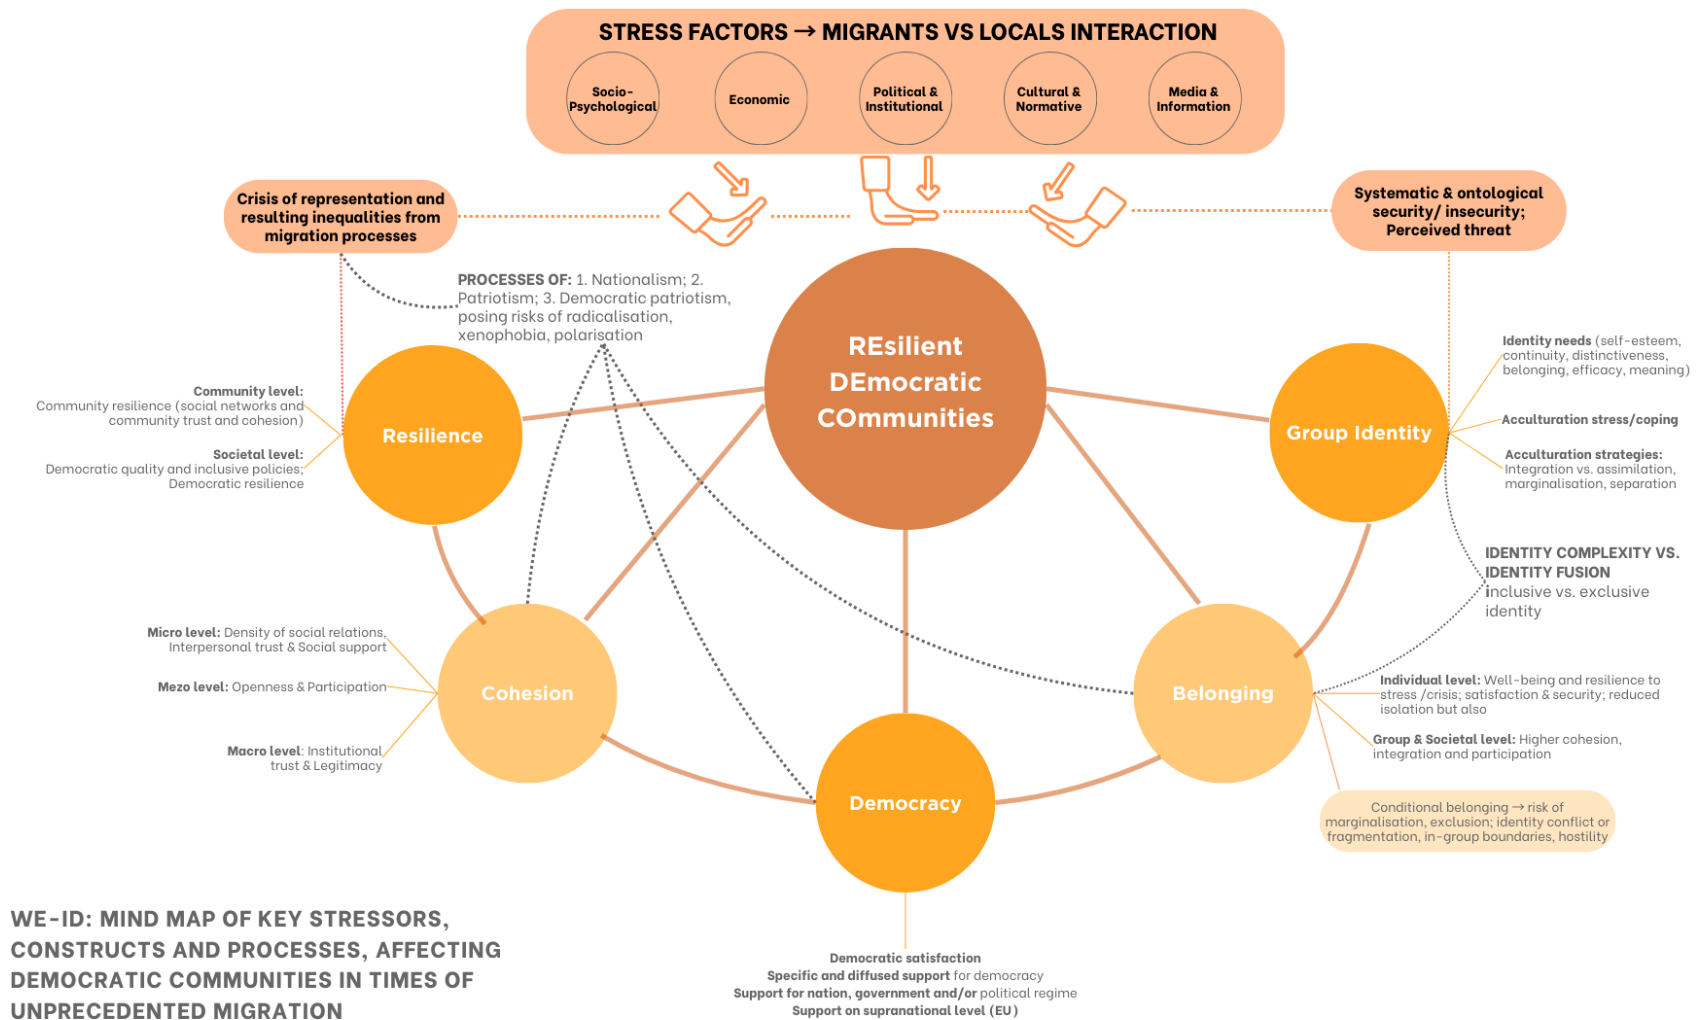 STRESS FACTORS → MIGRANTS VS LOCALS INTERACTION
Socio-
Psychological
Economic
Political &
Institutional
Cultural &
Normative
Media &
Information
Crisis of representation and
resulting inequalities from
migration processes
Systematic & ontological
security/ insecurity;
Perceived threat
PROCESSES OF: 1. Nationalism; 2.
Patriotism; 3. Democratic patriotism,
posing risks of radicalisation,
xenophobia, polarisation
REsilient
DEmocratic
COmmunities
Resilience
Community level:
Community resilience (social networks and
community trust and cohesion)
Societal level:
Democratic quality and inclusive policies;
Democratic resilience
Group Identity
Identity needs (self-esteem,
continuity, distinctiveness,
belonging, efficacy, meaning)
Acculturation stress/coping
Acculturation strategies:
Integration vs. assimilation,
marginalisation, separation
IDENTITY COMPLEXITY VS.
IDENTITY FUSION
inclusive vs. exclusive
identity
Cohesion
Micro level: Density of social relations,
Interpersonal trust & Social support
Mezo level: Openness & Participation
Macro level: Institutional
trust & Legitimacy
Belonging
Individual level: Well-being and resilience to
stress /crisis; satisfaction & security; reduced
isolation but also
Group & Societal level: Higher cohesion,
integration and participation
Conditional belonging → risk of
marginalisation, exclusion; identity conflict or
fragmentation, in-group boundaries, hostility
Democracy
Democratic satisfaction
Specific and diffused support for democracy
Support for nation, government and/or political regime
Support on supranational level (EU)
WE-ID: MIND MAP OF KEY STRESSORS,
CONSTRUCTS AND PROCESSES, AFFECTING
DEMOCRATIC COMMUNITIES IN TIMES OF
UNPRECEDENTED MIGRATION